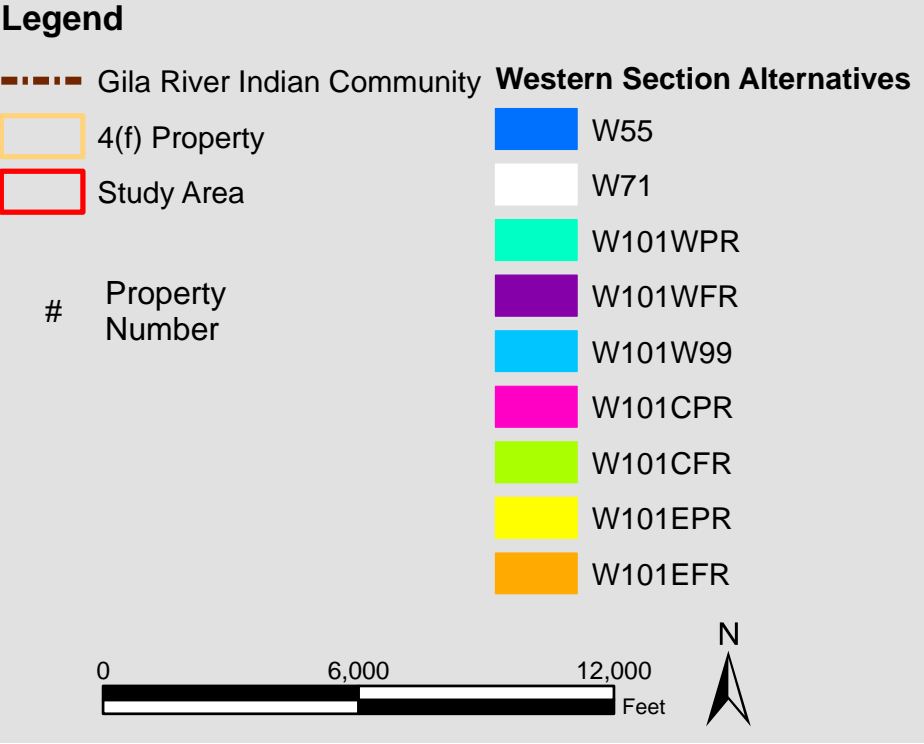 Legend
Gila River Indian Community
4(f) Property
Study Area
# Property
Number
Western Section Alternatives
W55
W71
W101WPR
W101WFR
W101W99
W101CPR
W101CFR
W101EPR
W101EFR
0 6,000 12,000
Feet
N